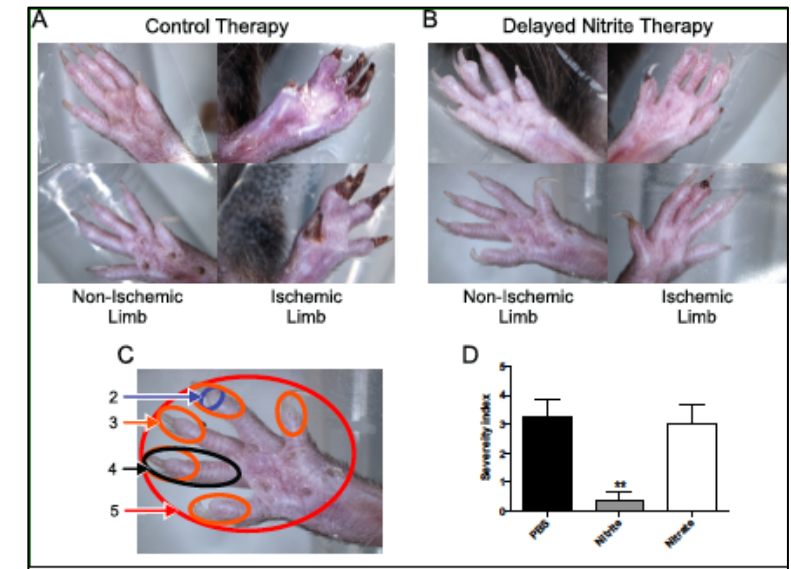 A
Control Therapy
B
Delayed Nitrite Therapy
Non-Ischemic
Limb
Ischemic
Limb
Non-Ischemic
Limb
Ischemic
Limb
C
2
3
4
5
D
Severeity index
5
4
3
2
1
0
**
PBS
Nitrite
Nitrate